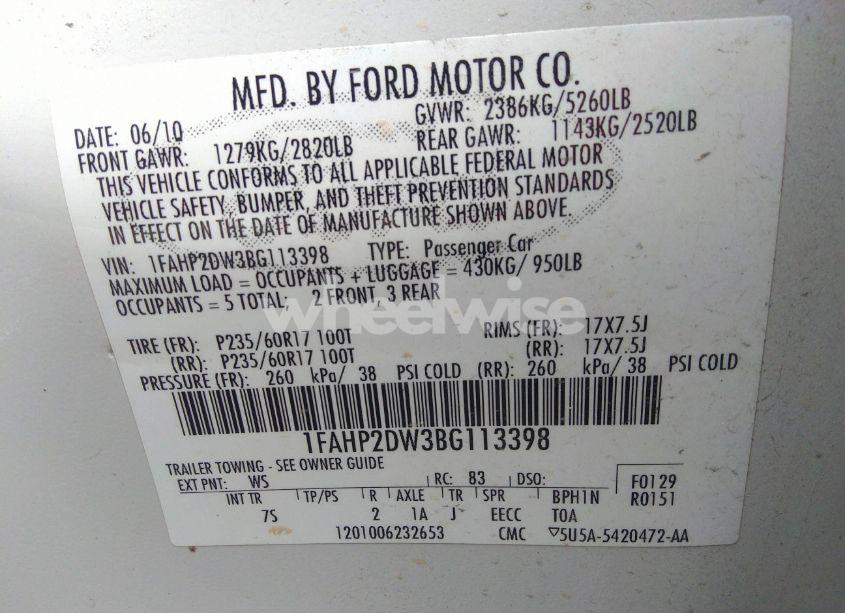 MFD. BY FORD MOTOR CO.
DATE: 06/10 GVWR: 2386KG/5260LB
FRONT GAWR: 1279KG/2820LB REAR GAWR: 1143KG/2520LB
THIS VEHICLE CONFORMS TO ALL APPLICABLE FEDERAL MOTOR
VEHICLE SAFETY, BUMPER, AND THEFT PREVENTION STANDARDS
IN EFFECT ON THE DATE OF MANUFACTURE SHOWN ABOVE.
VIN: 1FAHP2DW3BG113398 TYPE: Passenger Car
MAXIMUM LOAD = OCCUPANTS + LUGGAGE = 430KG/ 950LB
OCCUPANTS = 5 TOTAL; 2 FRONT, 3 REAR
wheelwise
TIRE (FR): P235/60R17 100T RIMS (FR): 17X7.5J
(RR): P235/60R17 100T (RR): 17X7.5J
PRESSURE (FR): 260 kPa/ 38 PSI COLD (RR): 260 kPa/ 38 PSI COLD
1FAHP2DW3BG113398
TRAILER TOWING - SEE OWNER GUIDE
EXT PNT: WS RC: 83 DSO: F0129
INT TR TP/PS R AXLE TR SPR BPH1N R0151
7S 2 1A J EECC TOA
1201006232653 CMC ▽5U5A-5420472-AA